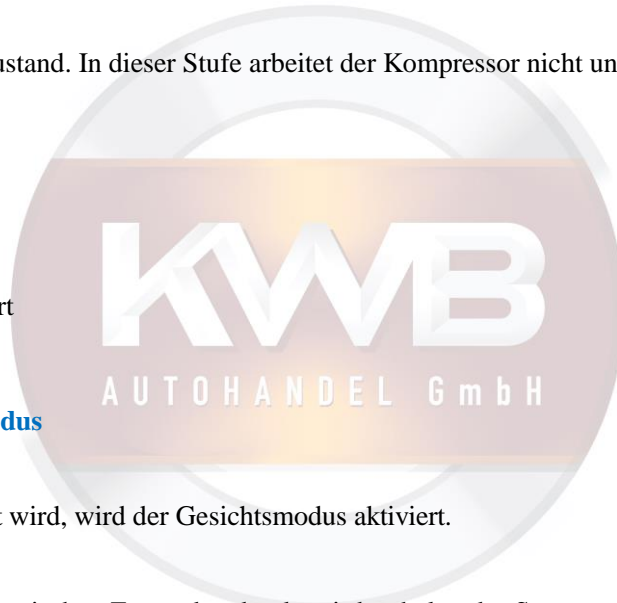 ustand. In dieser Stufe arbeitet der Kompressor nicht un
KWB
rt
AUTOHANDEL GmbH
dus
t wird, wird der Gesichtsmodus aktiviert.